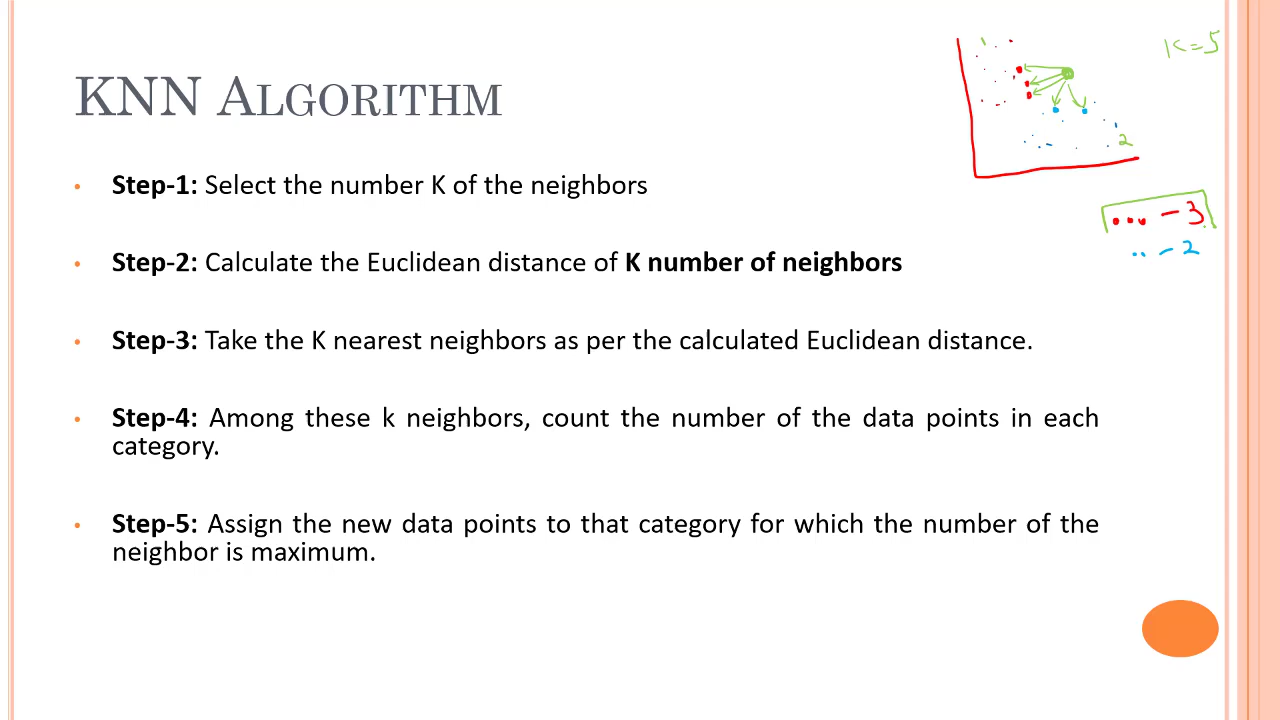 KNN Algorithm
K=5
1
2
• Step-1: Select the number K of the neighbors
... – 3
.. – 2
• Step-2: Calculate the Euclidean distance of K number of neighbors
• Step-3: Take the K nearest neighbors as per the calculated Euclidean distance.
• Step-4: Among these k neighbors, count the number of the data points in each
category.
• Step-5: Assign the new data points to that category for which the number of the
neighbor is maximum.